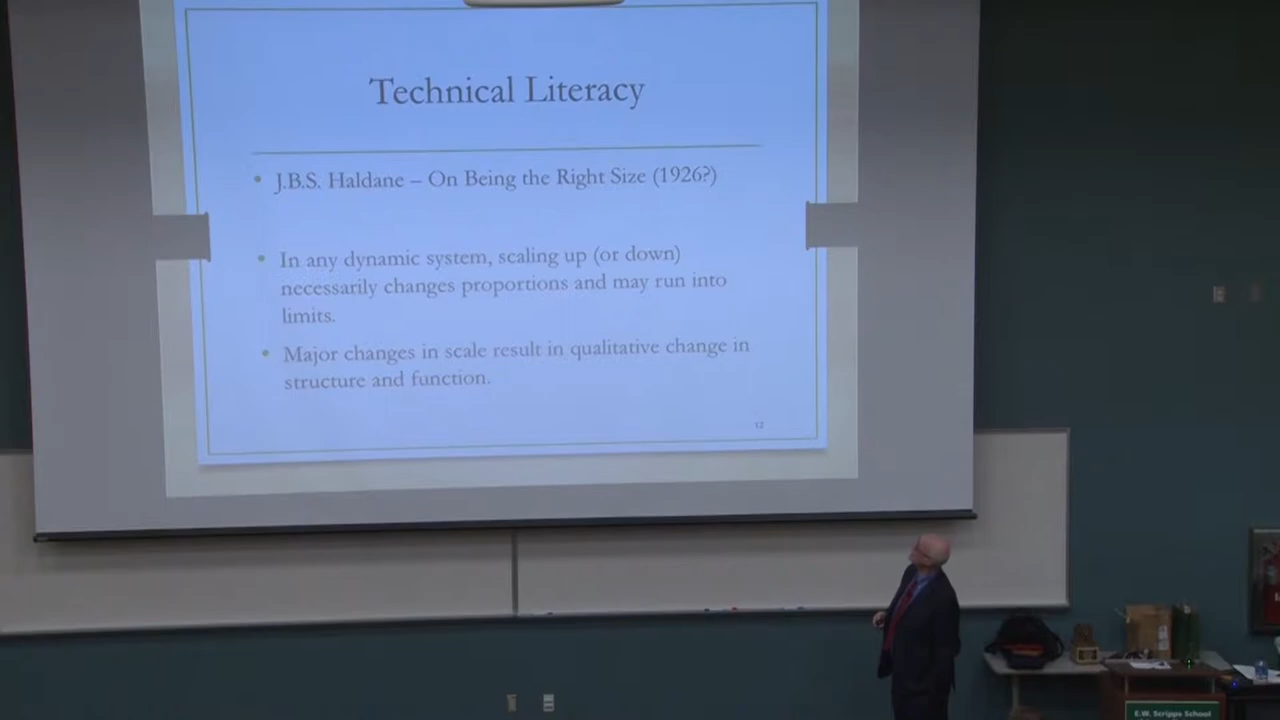 Technical Literacy
• J.B.S. Haldane – On Being the Right Size (1926?)
• In any dynamic system, scaling up (or down)
necessarily changes proportions and may run into
limits.
• Major changes in scale result in qualitative change in
structure and function.
12
E.W. Scripps School